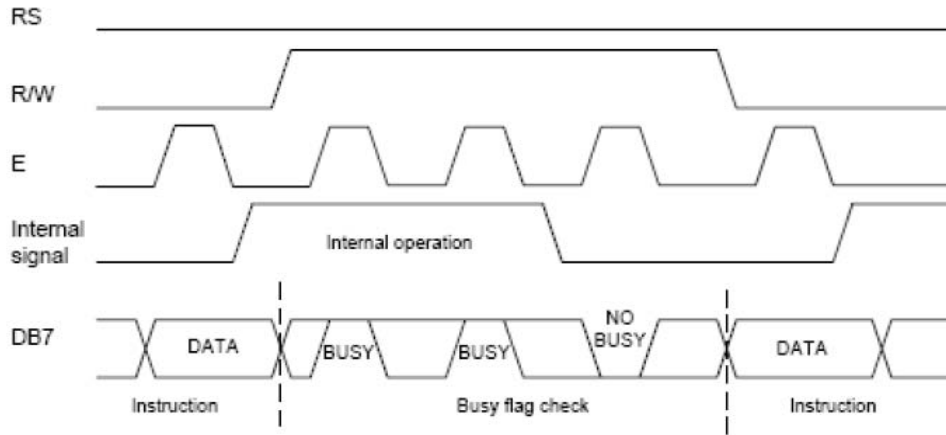 RS
R/W
E
Internal
signal
Internal operation
DB7
DATA
BUSY
BUSY
NO
BUSY
DATA
Instruction
Busy flag check
Instruction